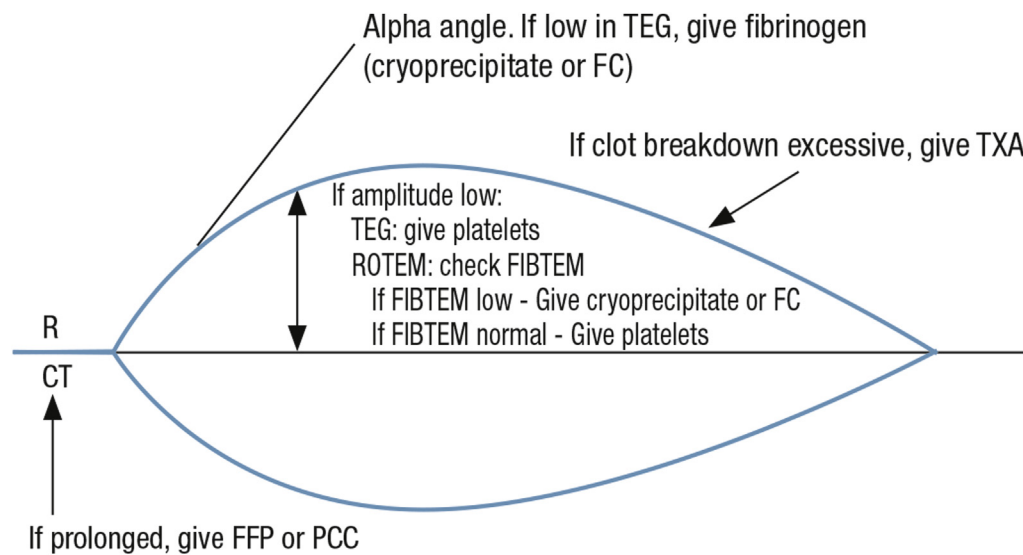 Alpha angle. If low in TEG, give fibrinogen
(cryoprecipitate or FC)
If clot breakdown excessive, give TXA
If amplitude low:
TEG: give platelets
ROTEM: check FIBTEM
If FIBTEM low - Give cryoprecipitate or FC
If FIBTEM normal - Give platelets
R
CT
If prolonged, give FFP or PCC